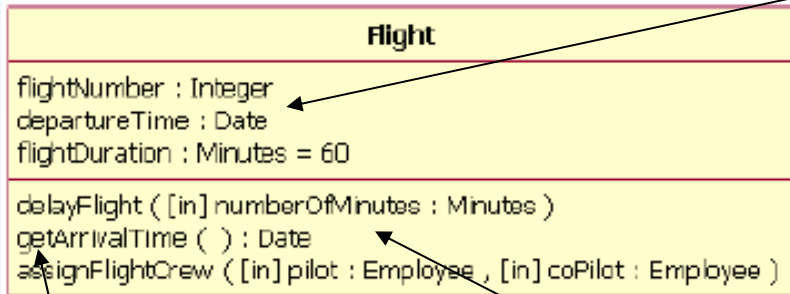 Flight
flightNumber : Integer
departureTime : Date
flightDuration : Minutes = 60
delayFlight ( [in] numberOfMinutes : Minutes )
getArrivalTime ( ) : Date
assignFlightCrew ( [in] pilot : Employee , [in] coPilot : Employee )